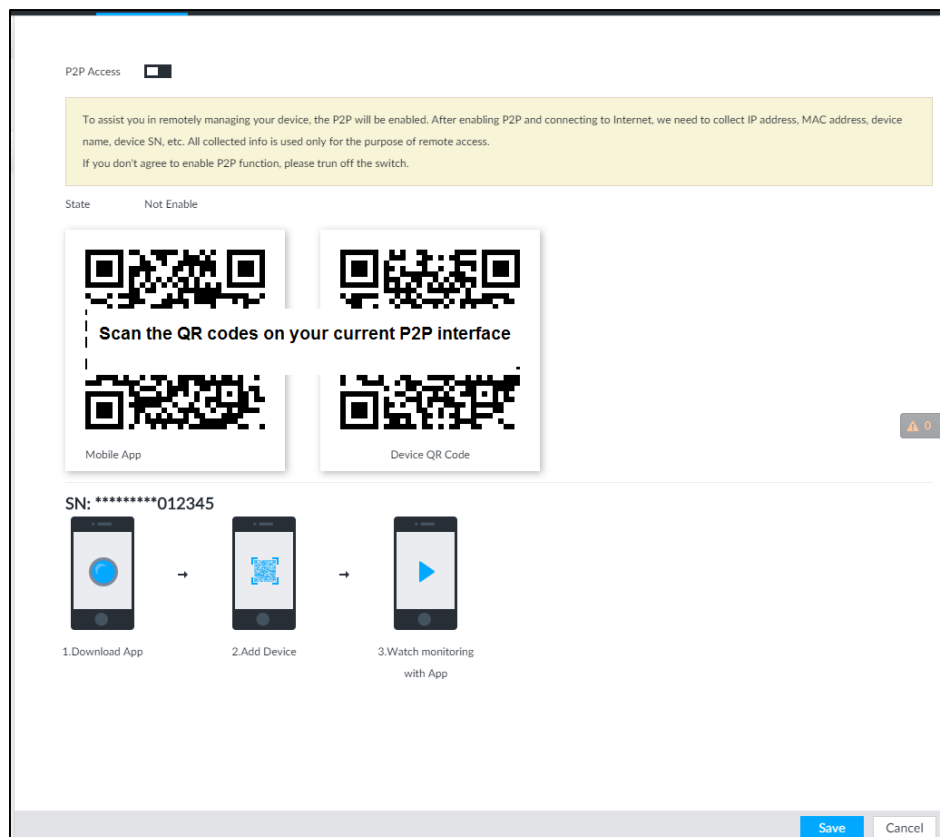 P2P Access
To assist you in remotely managing your device, the P2P will be enabled. After enabling P2P and connecting to Internet, we need to collect IP address, MAC address, device
name, device SN, etc. All collected info is used only for the purpose of remote access.
If you don't agree to enable P2P function, please trun off the switch.
State Not Enable
Scan the QR codes on your current P2P interface
Mobile App Device QR Code
0
SN: *********012345
1.Download App 2.Add Device 3.Watch monitoring
with App
Save Cancel